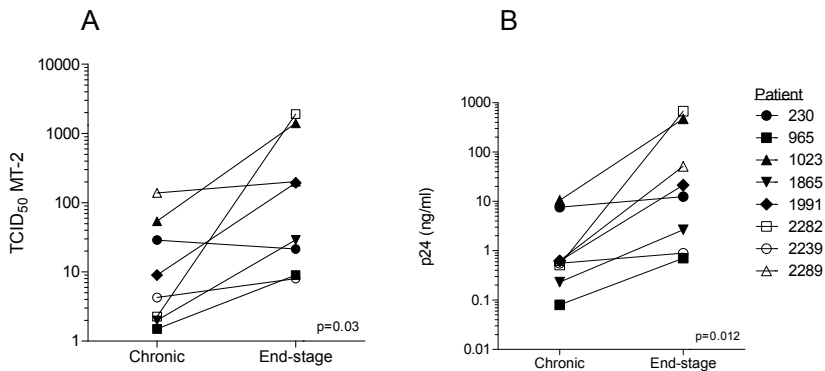 A
10000
1000
100
10
1
TCID50 MT-2
Chronic
End-stage
p=0.03
B
1000
100
10
1
0.1
0.01
p24 (ng/ml)
Chronic
End-stage
p=0.012
Patient
230
965
1023
1865
1991
2282
2239
2289